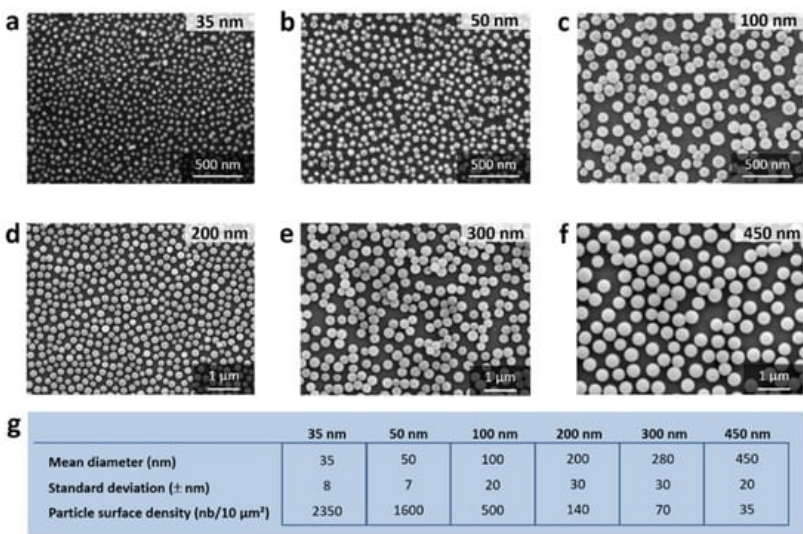 a 35 nm
500 nm
b 50 nm
500 nm
c 100 nm
500 nm
d 200 nm
1 µm
e 300 nm
1 µm
f 450 nm
1 µm
g
35 nm 50 nm 100 nm 200 nm 300 nm 450 nm
Mean diameter (nm) 35 50 100 200 280 450
Standard deviation (± nm) 8 7 20 30 30 20
Particle surface density (nb/10 µm²) 2350 1600 500 140 70 35